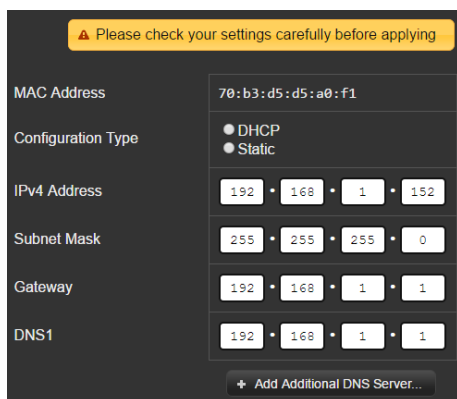 Please check your settings carefully before applying
MAC Address 70:b3:d5:d5:a0:f1
Configuration Type DHCP
Static
IPv4 Address 192 • 168 • 1 • 152
Subnet Mask 255 • 255 • 255 • 0
Gateway 192 • 168 • 1 • 1
DNS1 192 • 168 • 1 • 1
+ Add Additional DNS Server...